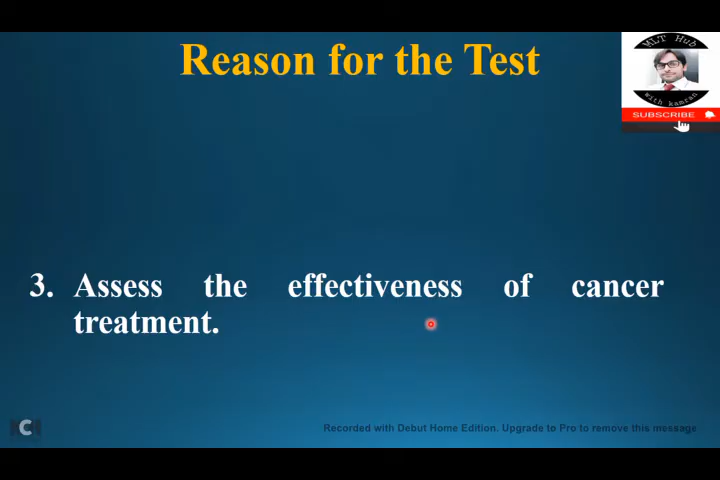 Reason for the Test
MLT Hub
with kamran
SUBSCRIBE
3. Assess the effectiveness of cancer
treatment.
C
Recorded with Debut Home Edition. Upgrade to Pro to remove this message